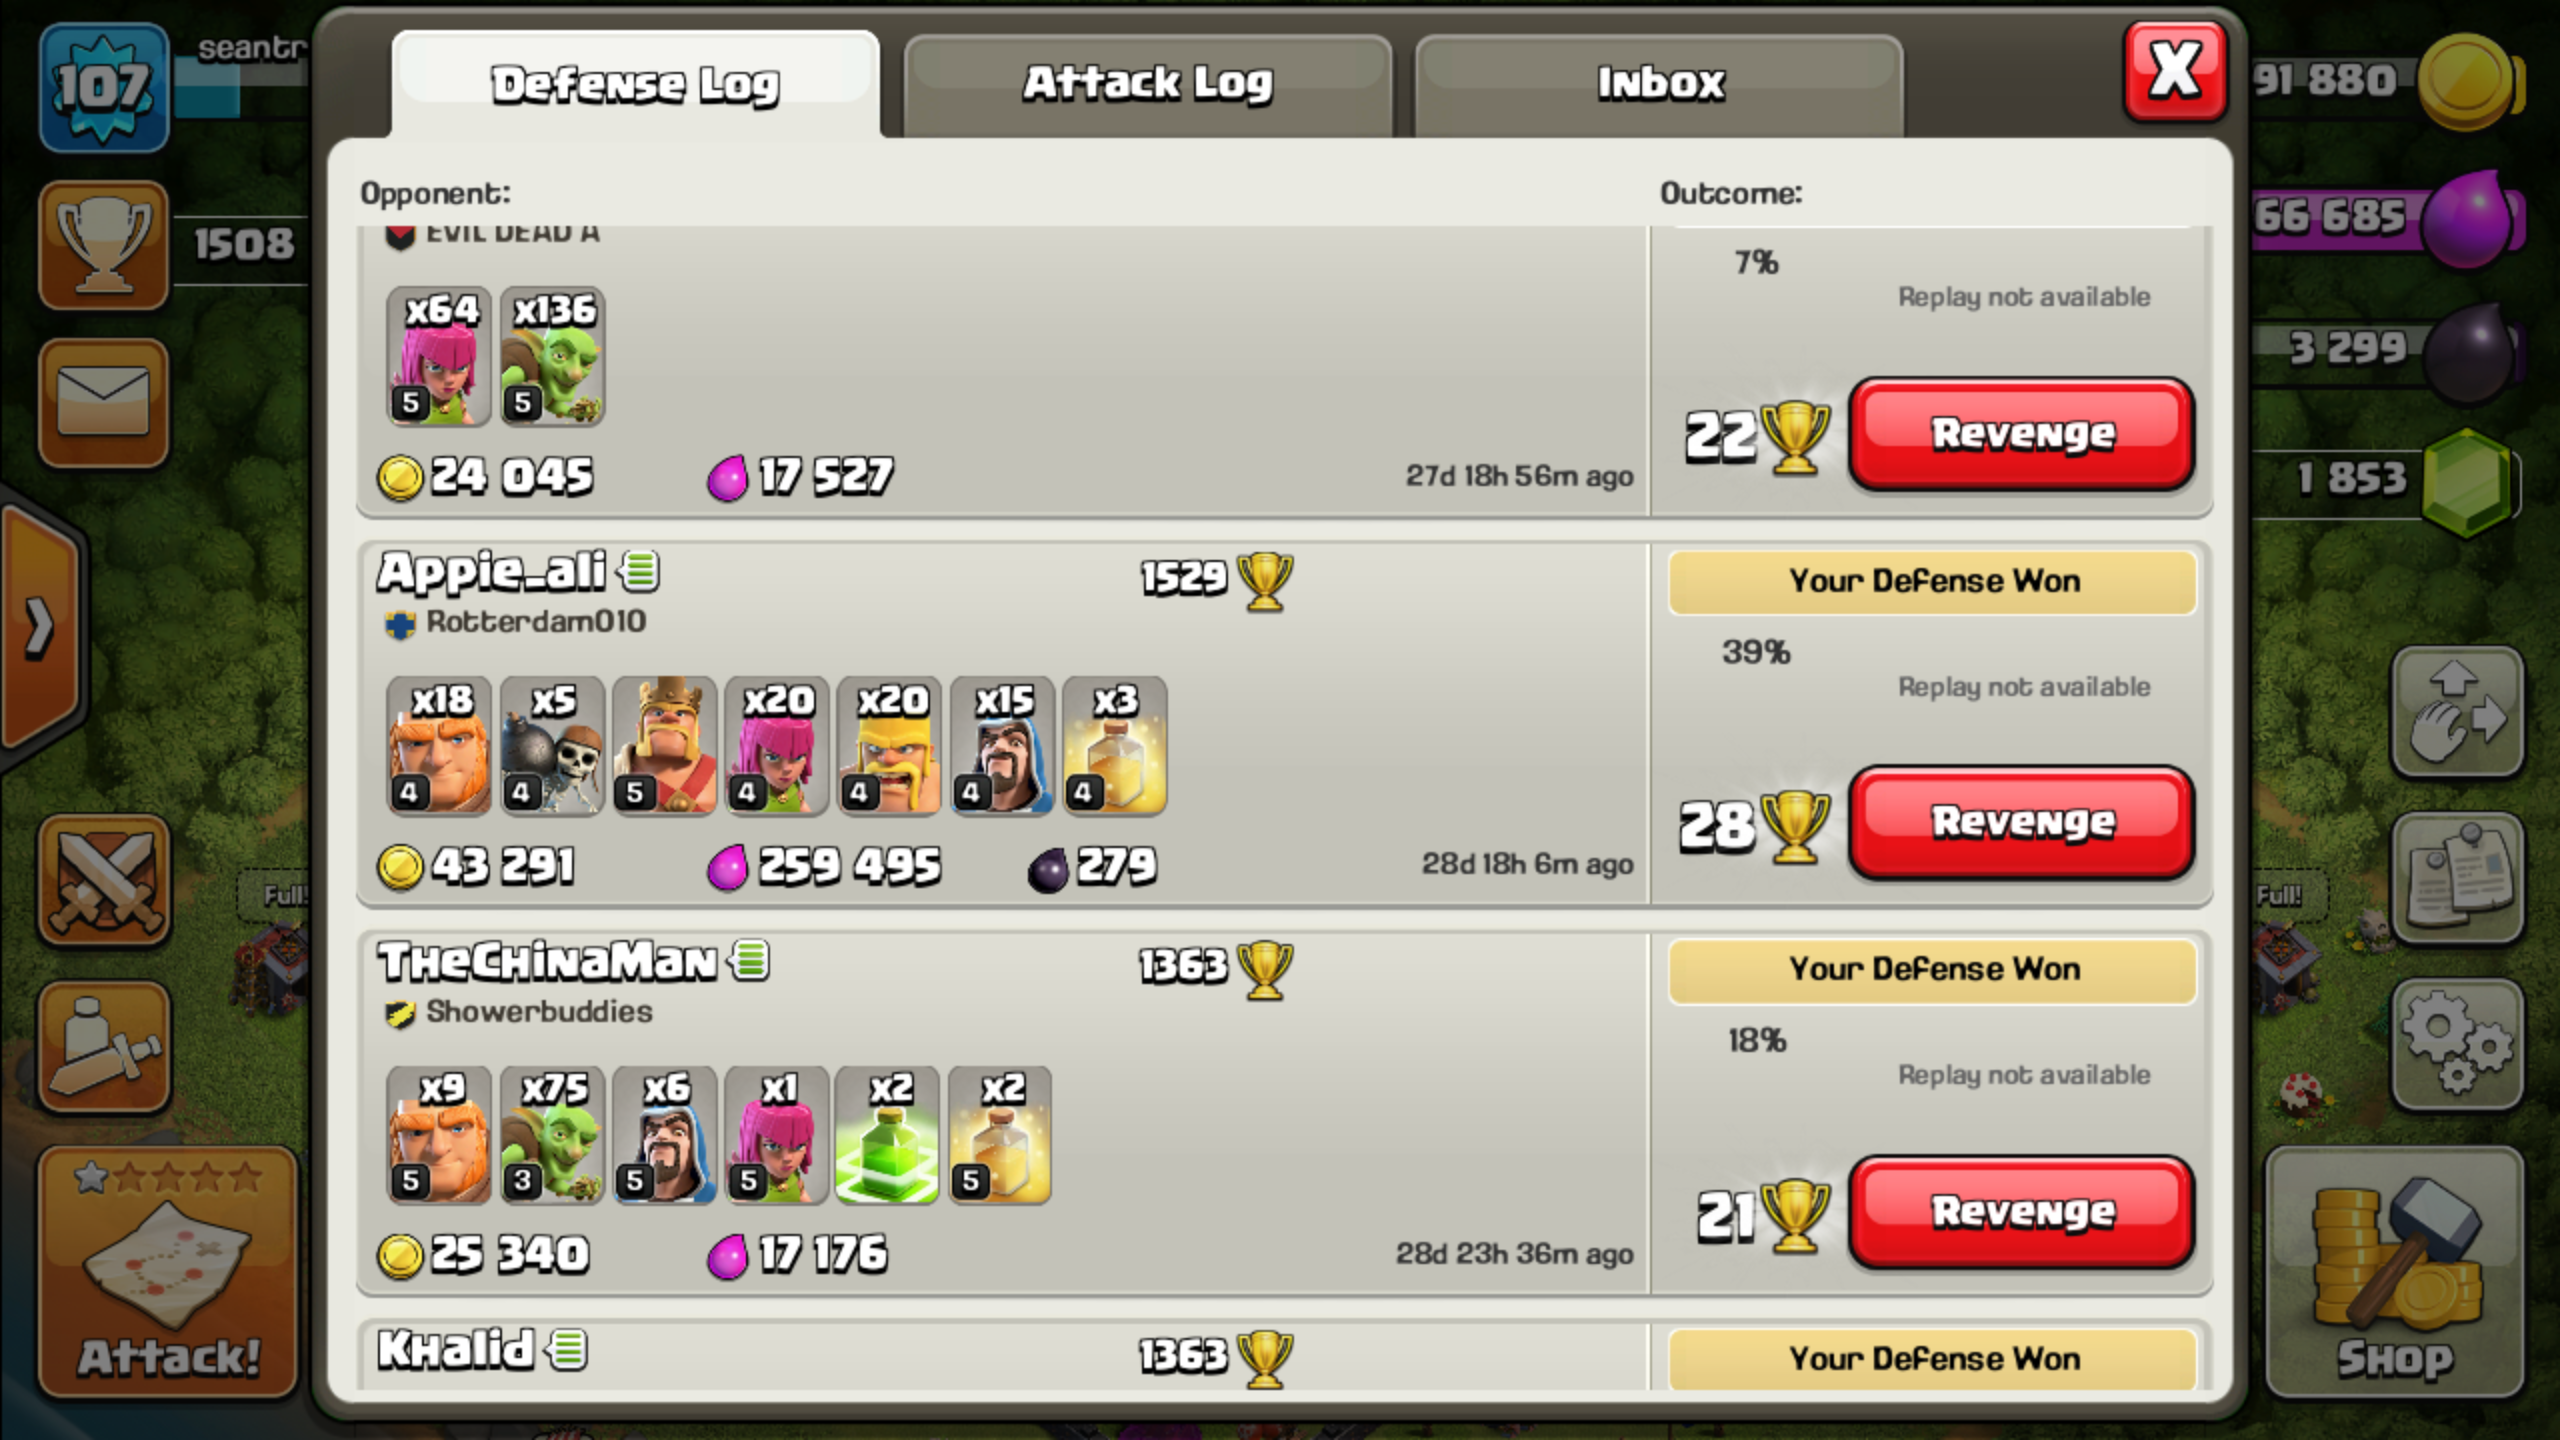 107
seantr
1508
Defense Log
Attack Log
Inbox
X
91 880
66 685
3 299
1 853
Opponent:
Outcome:
EVIL DEAD A
7%
Replay not available
x64 x136
5 5
24 045 17 527
27d 18h 56m ago
22
Revenge
Appie_ali
1529
Your Defense Won
Rotterdam010
39%
Replay not available
x18 x5 x20 x20 x15 x3
4 4 5 4 4 4 4
43 291 259 495 279
28d 18h 6m ago
28
Revenge
TheChinaMan
1363
Your Defense Won
Showerbuddies
18%
Replay not available
x9 x75 x6 x1 x2 x2
5 3 5 5 5
25 340 17 176
28d 23h 36m ago
21
Revenge
Khalid
1363
Your Defense Won
Full!
Full!
Attack!
Shop